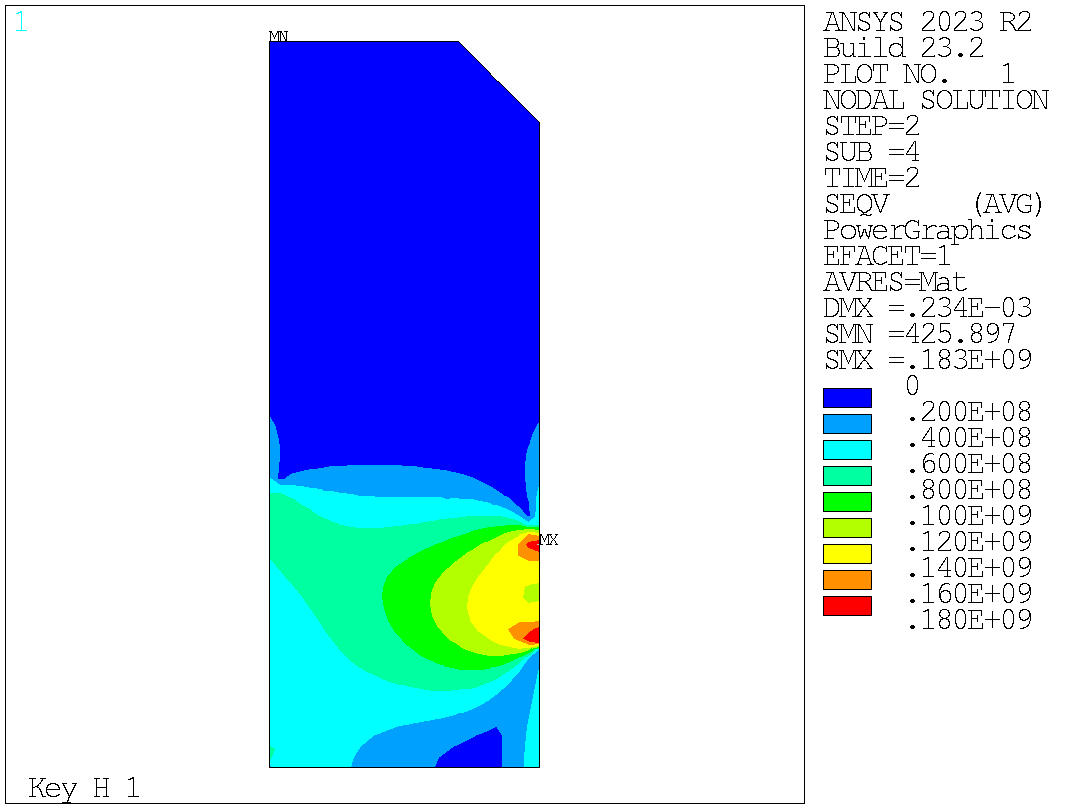 1
MN
MX
Key H 1
ANSYS 2023 R2
Build 23.2
PLOT NO.   1
NODAL SOLUTION
STEP=2
SUB =4
TIME=2
SEQV     (AVG)
PowerGraphics
EFACET=1
AVRES=Mat
DMX =.234E-03
SMN =425.897
SMX =.183E+09
0
.200E+08
.400E+08
.600E+08
.800E+08
.100E+09
.120E+09
.140E+09
.160E+09
.180E+09